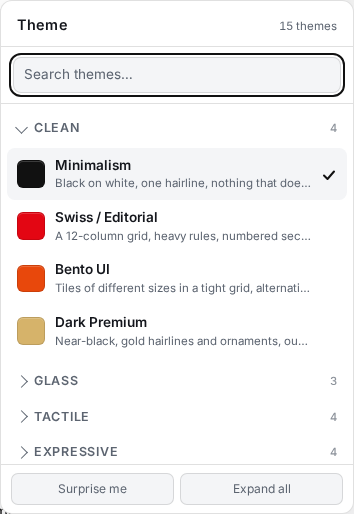 Theme
15 themes
Search themes...
CLEAN
4
Minimalism
Black on white, one hairline, nothing that doe...
Swiss / Editorial
A 12-column grid, heavy rules, numbered sec...
Bento UI
Tiles of different sizes in a tight grid, alternati...
Dark Premium
Near-black, gold hairlines and ornaments, ou...
GLASS
3
TACTILE
4
EXPRESSIVE
4
Surprise me
Expand all